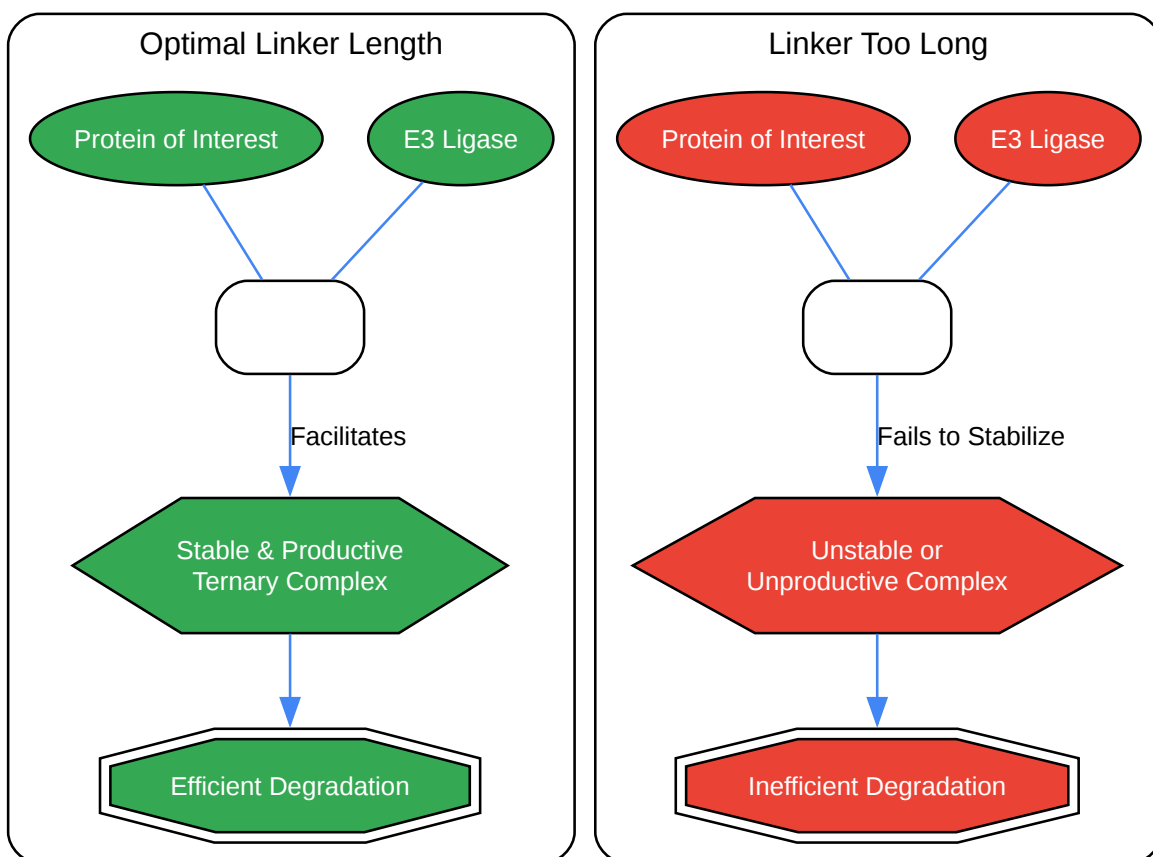 Optimal Linker Length
Protein of Interest
E3 Ligase
Facilitates
Stable & Productive
Ternary Complex
Efficient Degradation
Linker Too Long
Protein of Interest
E3 Ligase
Fails to Stabilize
Unstable or
Unproductive Complex
Inefficient Degradation